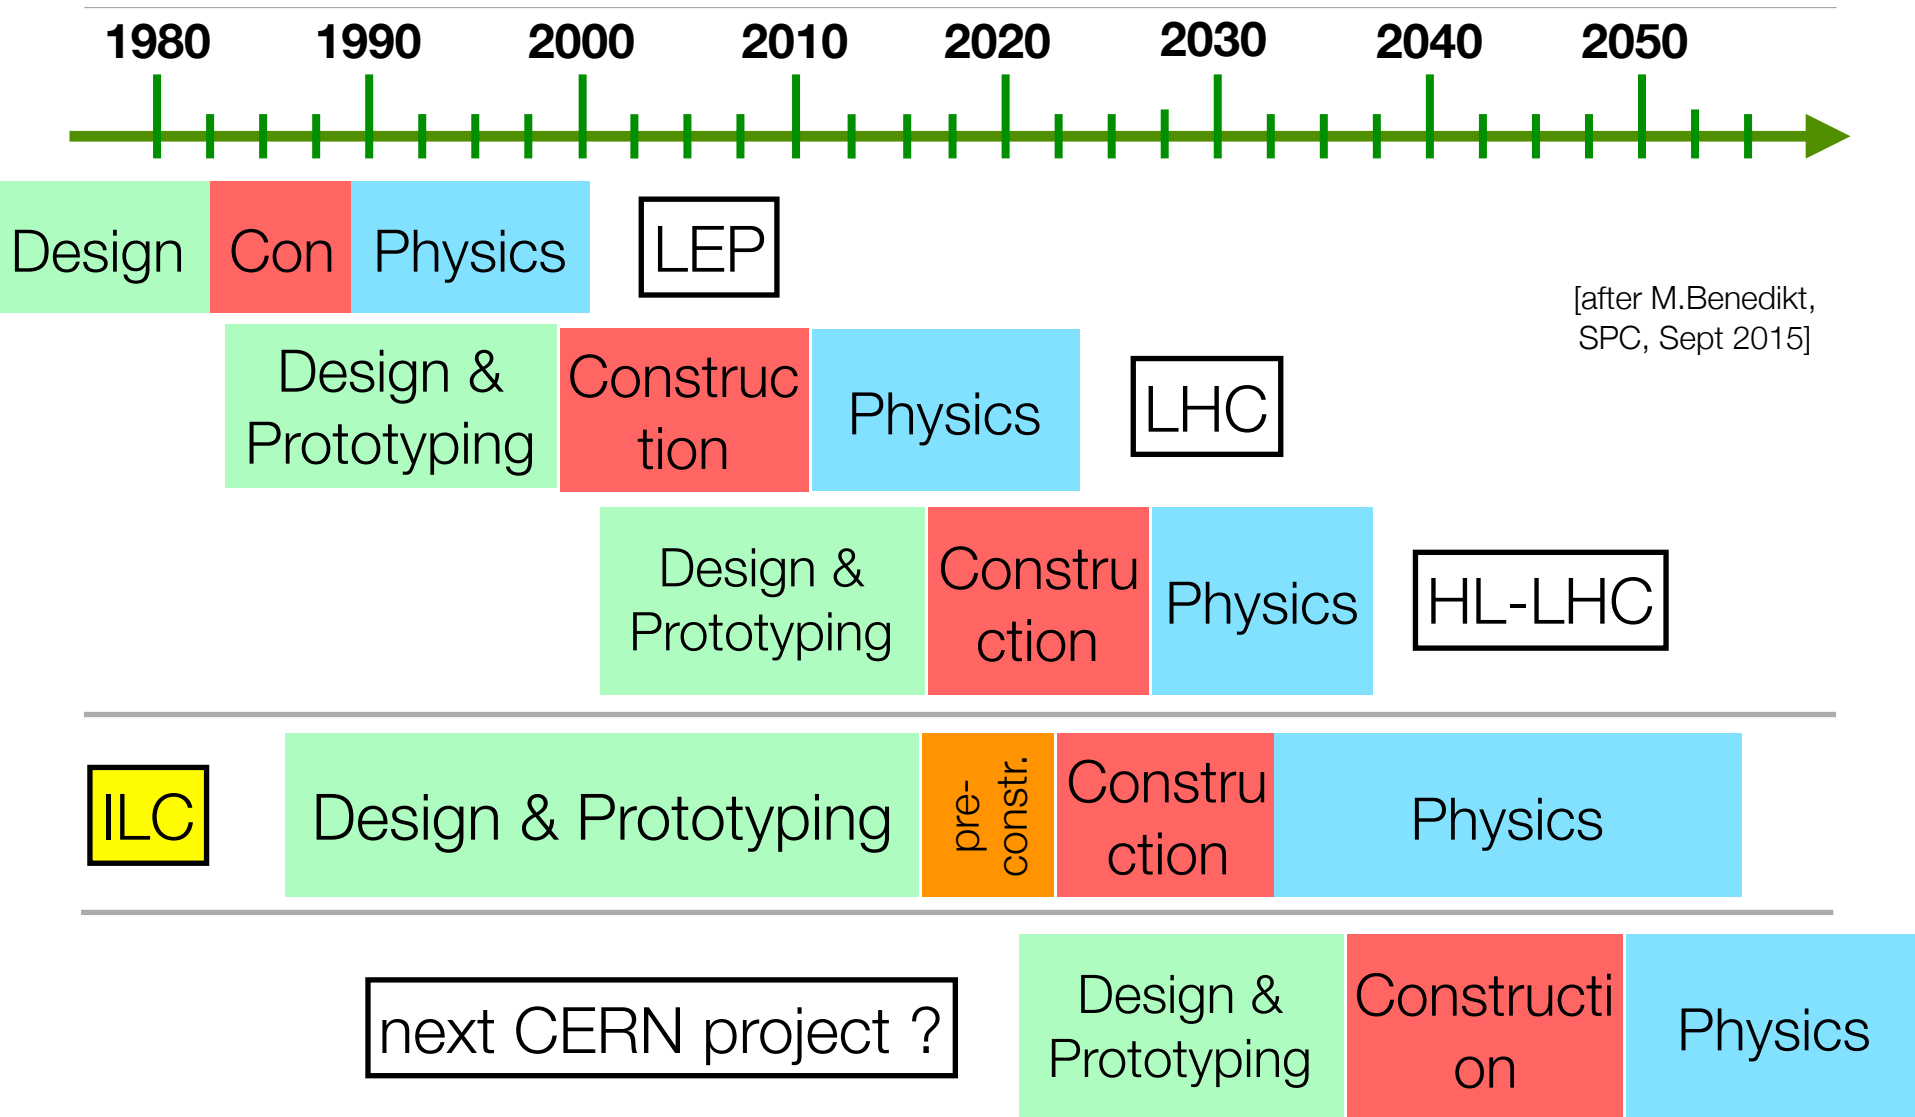 1980 1990 2000 2010 2020 2030 2040 2050
Design Con Physics LEP
[after M.Benedikt,
SPC, Sept 2015]
Design &
Prototyping
Construc
tion
Physics
LHC
Design &
Prototyping
Constru
ction
Physics
HL-LHC
ILC
Design & Prototyping
pre-
constr.
Constru
ction
Physics
next CERN project ?
Design &
Prototyping
Constructi
on
Physics